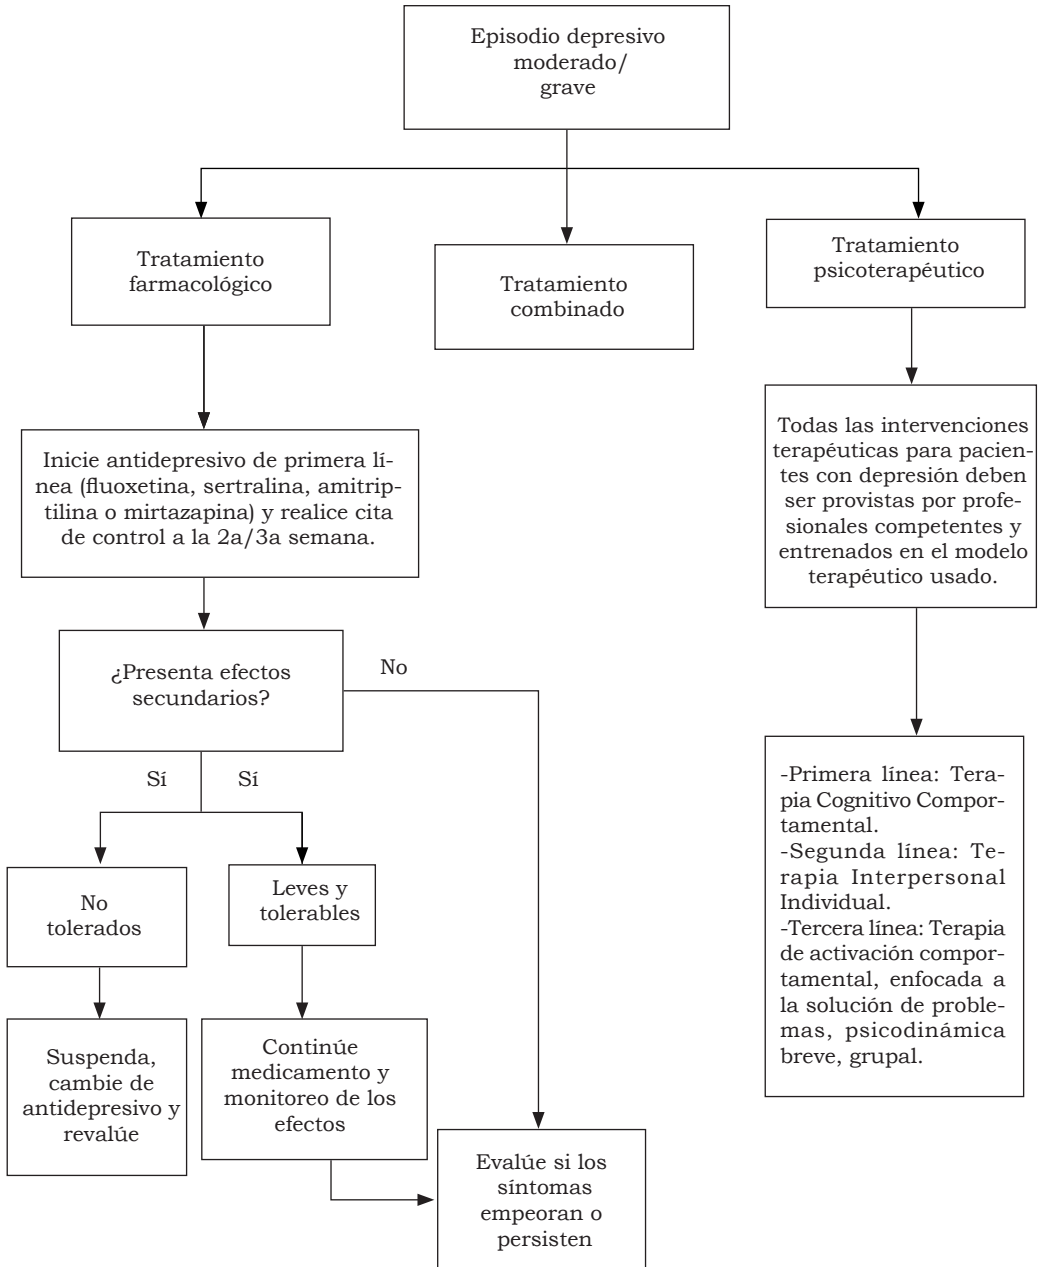 Episodio depresivo
moderado/
grave
Tratamiento
farmacológico
Tratamiento
combinado
Tratamiento
psicoterapéutico
Inicie antidepresivo de primera lí-
nea (fluoxetina, sertralina, amitrip-
tilina o mirtazapina) y realice cita
de control a la 2a/3a semana.
Todas las intervenciones
terapéuticas para pacien-
tes con depresión deben
ser provistas por profe-
sionales competentes y
entrenados en el modelo
terapéutico usado.
¿Presenta efectos
secundarios?
No
Sí
Sí
No
tolerados
Leves y
tolerables
-Primera línea: Tera-
pia Cognitivo Compor-
tamental.
-Segunda línea: Te-
rapia Interpersonal
Individual.
-Tercera línea: Terapia
de activación compor-
tamental, enfocada a
la solución de proble-
mas, psicodinámica
breve, grupal.
Suspenda,
cambie de
antidepresivo y
revalúe
Continúe
medicamento y
monitoreo de los
efectos
Evalúe si los
síntomas
empeoran o
persisten